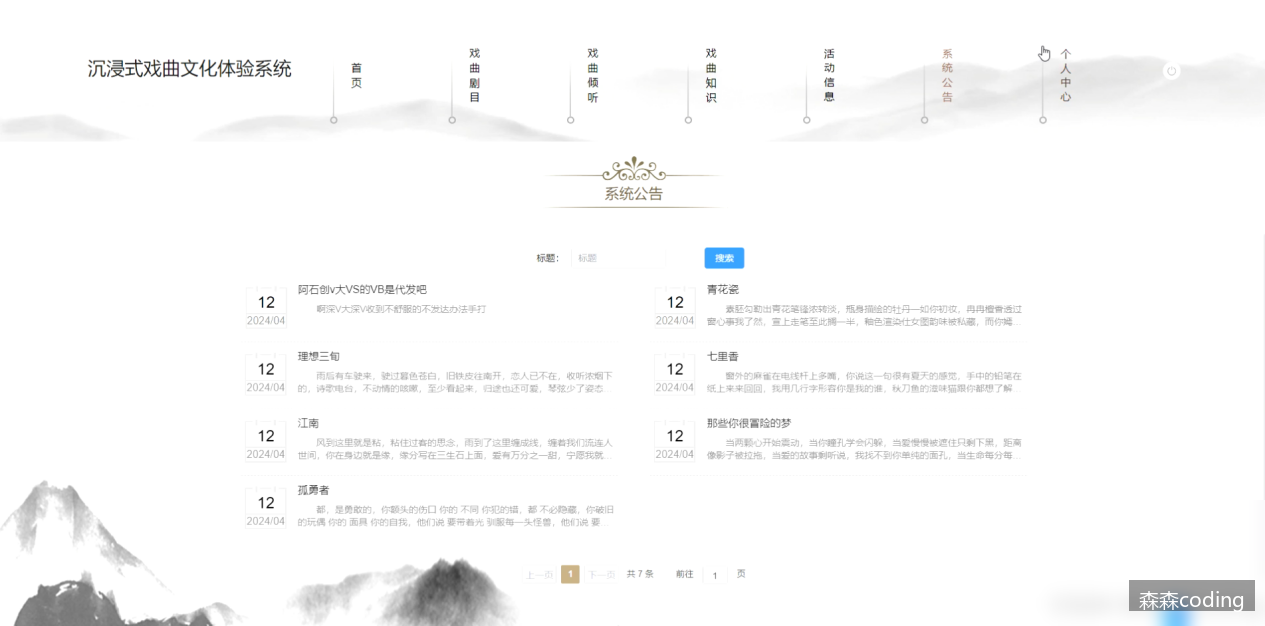 沉浸式戏曲文化体验系统
首页
戏曲剧目
戏曲倾听
戏曲知识
活动信息
系统公告
个人中心
系统公告
标题： 标题 搜索
12
2024/04
阿石创v大VS的VB是代发吧
啊深V大深V收到不舒服的不发达办法手打
12
2024/04
青花瓷
素胚勾勒出青花笔锋浓转淡，瓶身描绘的牡丹一如你初妆，冉冉檀香透过
窗心事我了然，宣上走笔至此搁一半，釉色渲染仕女图韵味被私藏，而你嫣...
12
2024/04
理想三旬
雨后有车驶来，驶过暮色苍白，旧铁皮往南开，恋人已不在，收听浓烟下
的，诗歌电台，不动情的咳嗽，至少看起来，归途也还可爱，琴弦少了姿态...
12
2024/04
七里香
窗外的麻雀在电线杆上多嘴，你说这一句很有夏天的感觉，手中的铅笔在
纸上来来回回，我用几行字形容你是我的谁，秋刀鱼的滋味猫跟你都想了解...
12
2024/04
江南
风到这里就是粘，粘住过客的思念，雨到了这里缠成线，缠着我们流连人
世间，你在身边就是缘，缘分写在三生石上面，爱有万分之一甜，宁愿我就...
12
2024/04
那些你很冒险的梦
当两颗心开始震动，当你瞳孔学会闪躲，当爱慢慢被遮住只剩下黑，距离
像影子被拉拖，当爱的故事剩听说，我找不到你单纯的面孔，当生命每分每...
12
2024/04
孤勇者
都，是勇敢的，你额头的伤口 你的 不同 你犯的错，都 不必隐藏，你破旧
的玩偶 你的 面具 你的自我，他们说 要带着光 驯服每一头怪兽，他们说 要...
上一页 1 下一页 共 7 条 前往 1 页
森森coding